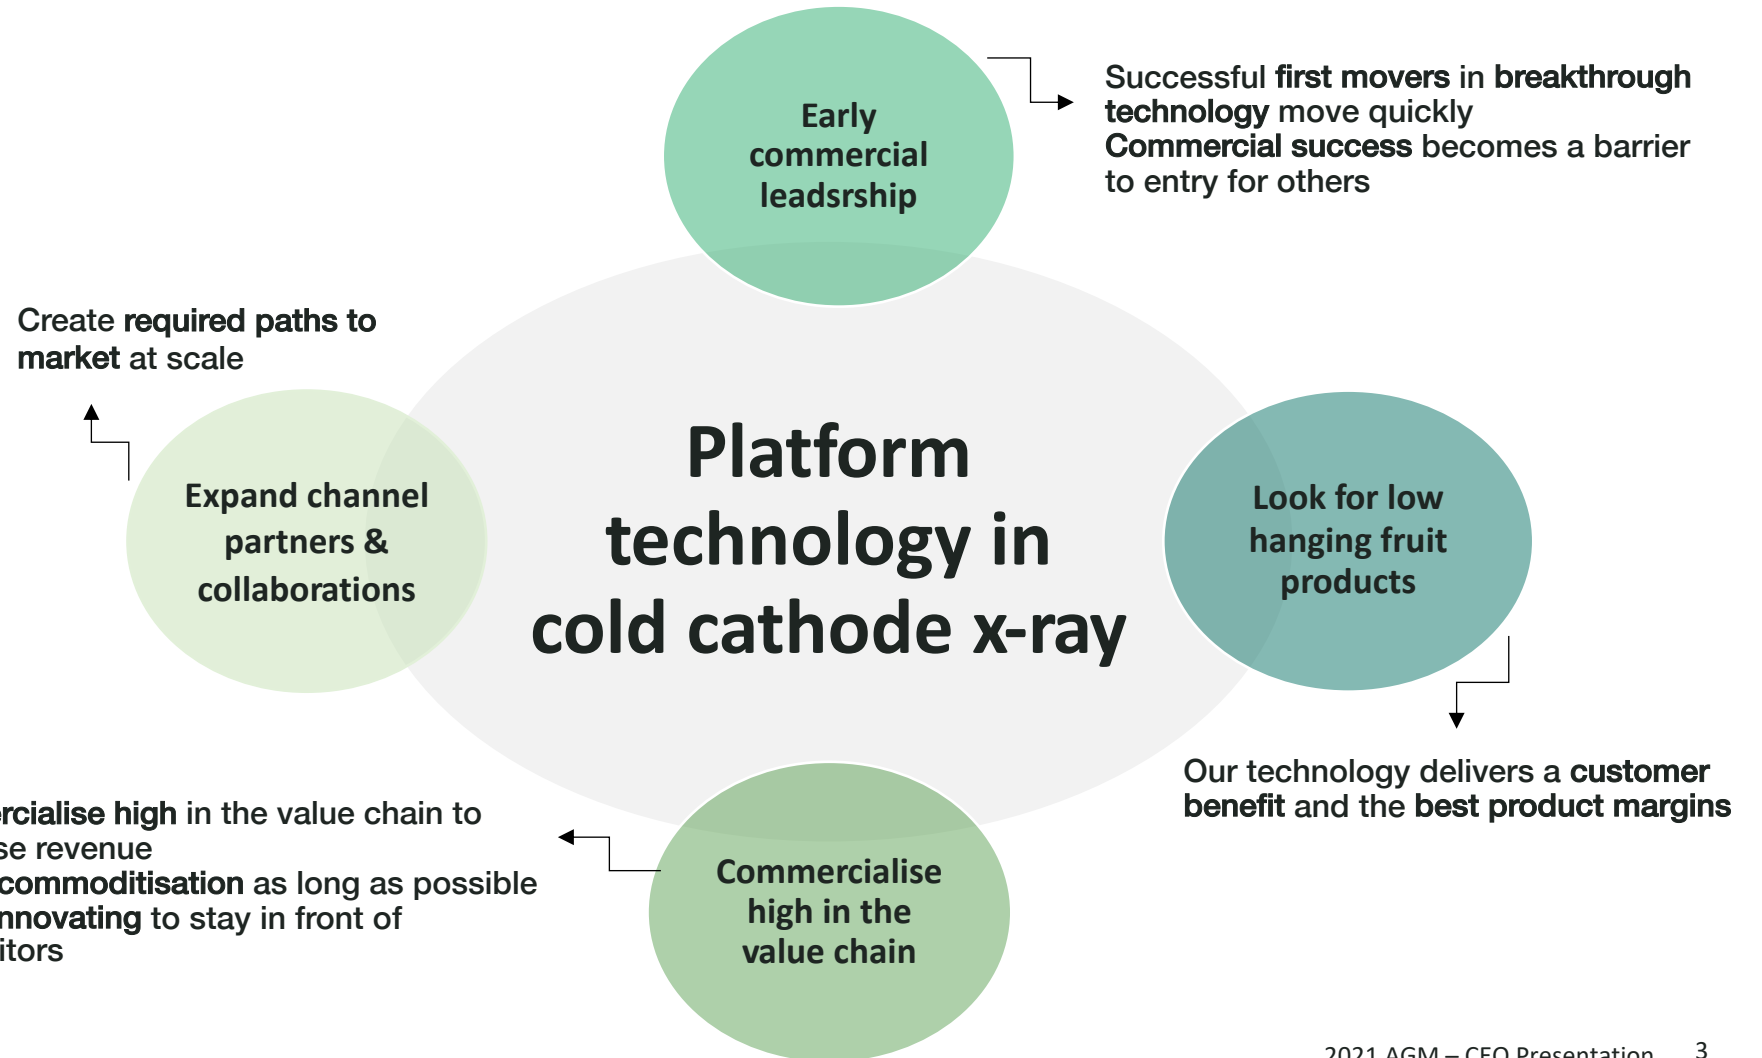 Early
commercial
leadsrship
Successful first movers in breakthrough
technology move quickly
Commercial success becomes a barrier
to entry for others
Create required paths to
market at scale
Expand channel
partners &
collaborations
Platform
technology in
cold cathode x-ray
Look for low
hanging fruit
products
Our technology delivers a customer
benefit and the best product margins
high in the value chain to
revenue
commoditisation as long as possible
to stay in front of
Commercialise
high in the
value chain
2021 AGM – CEO Presentation 3